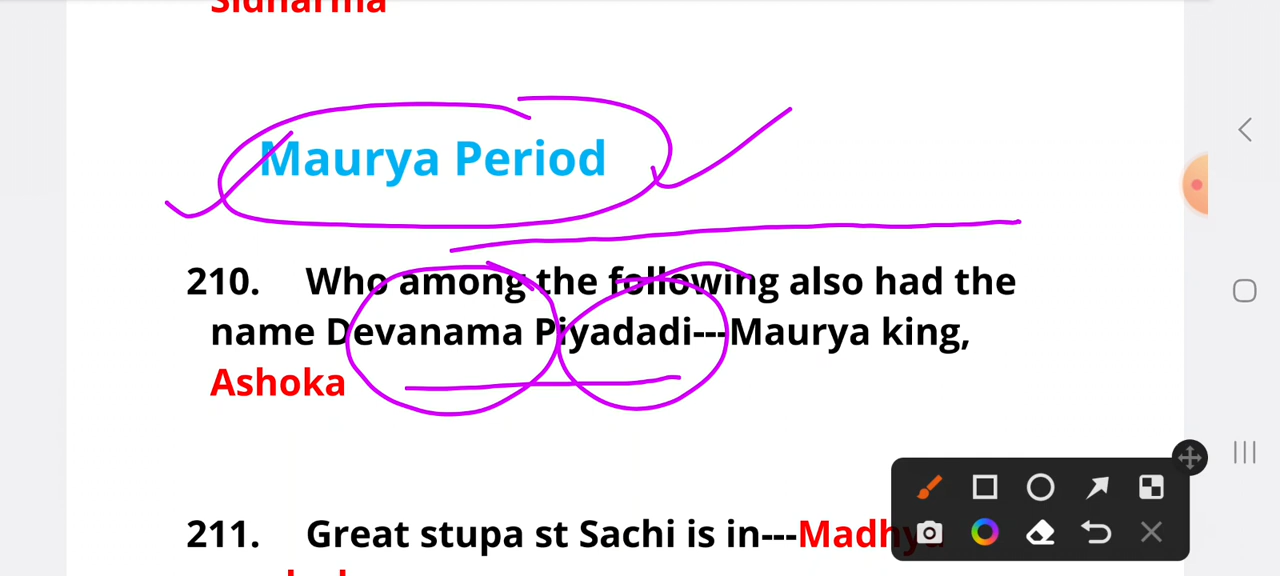 Sidharma
Maurya Period
210. Who among the following also had the
name Devanama Piyadadi---Maurya king,
Ashoka
211. Great stupa st Sachi is in---Madhya